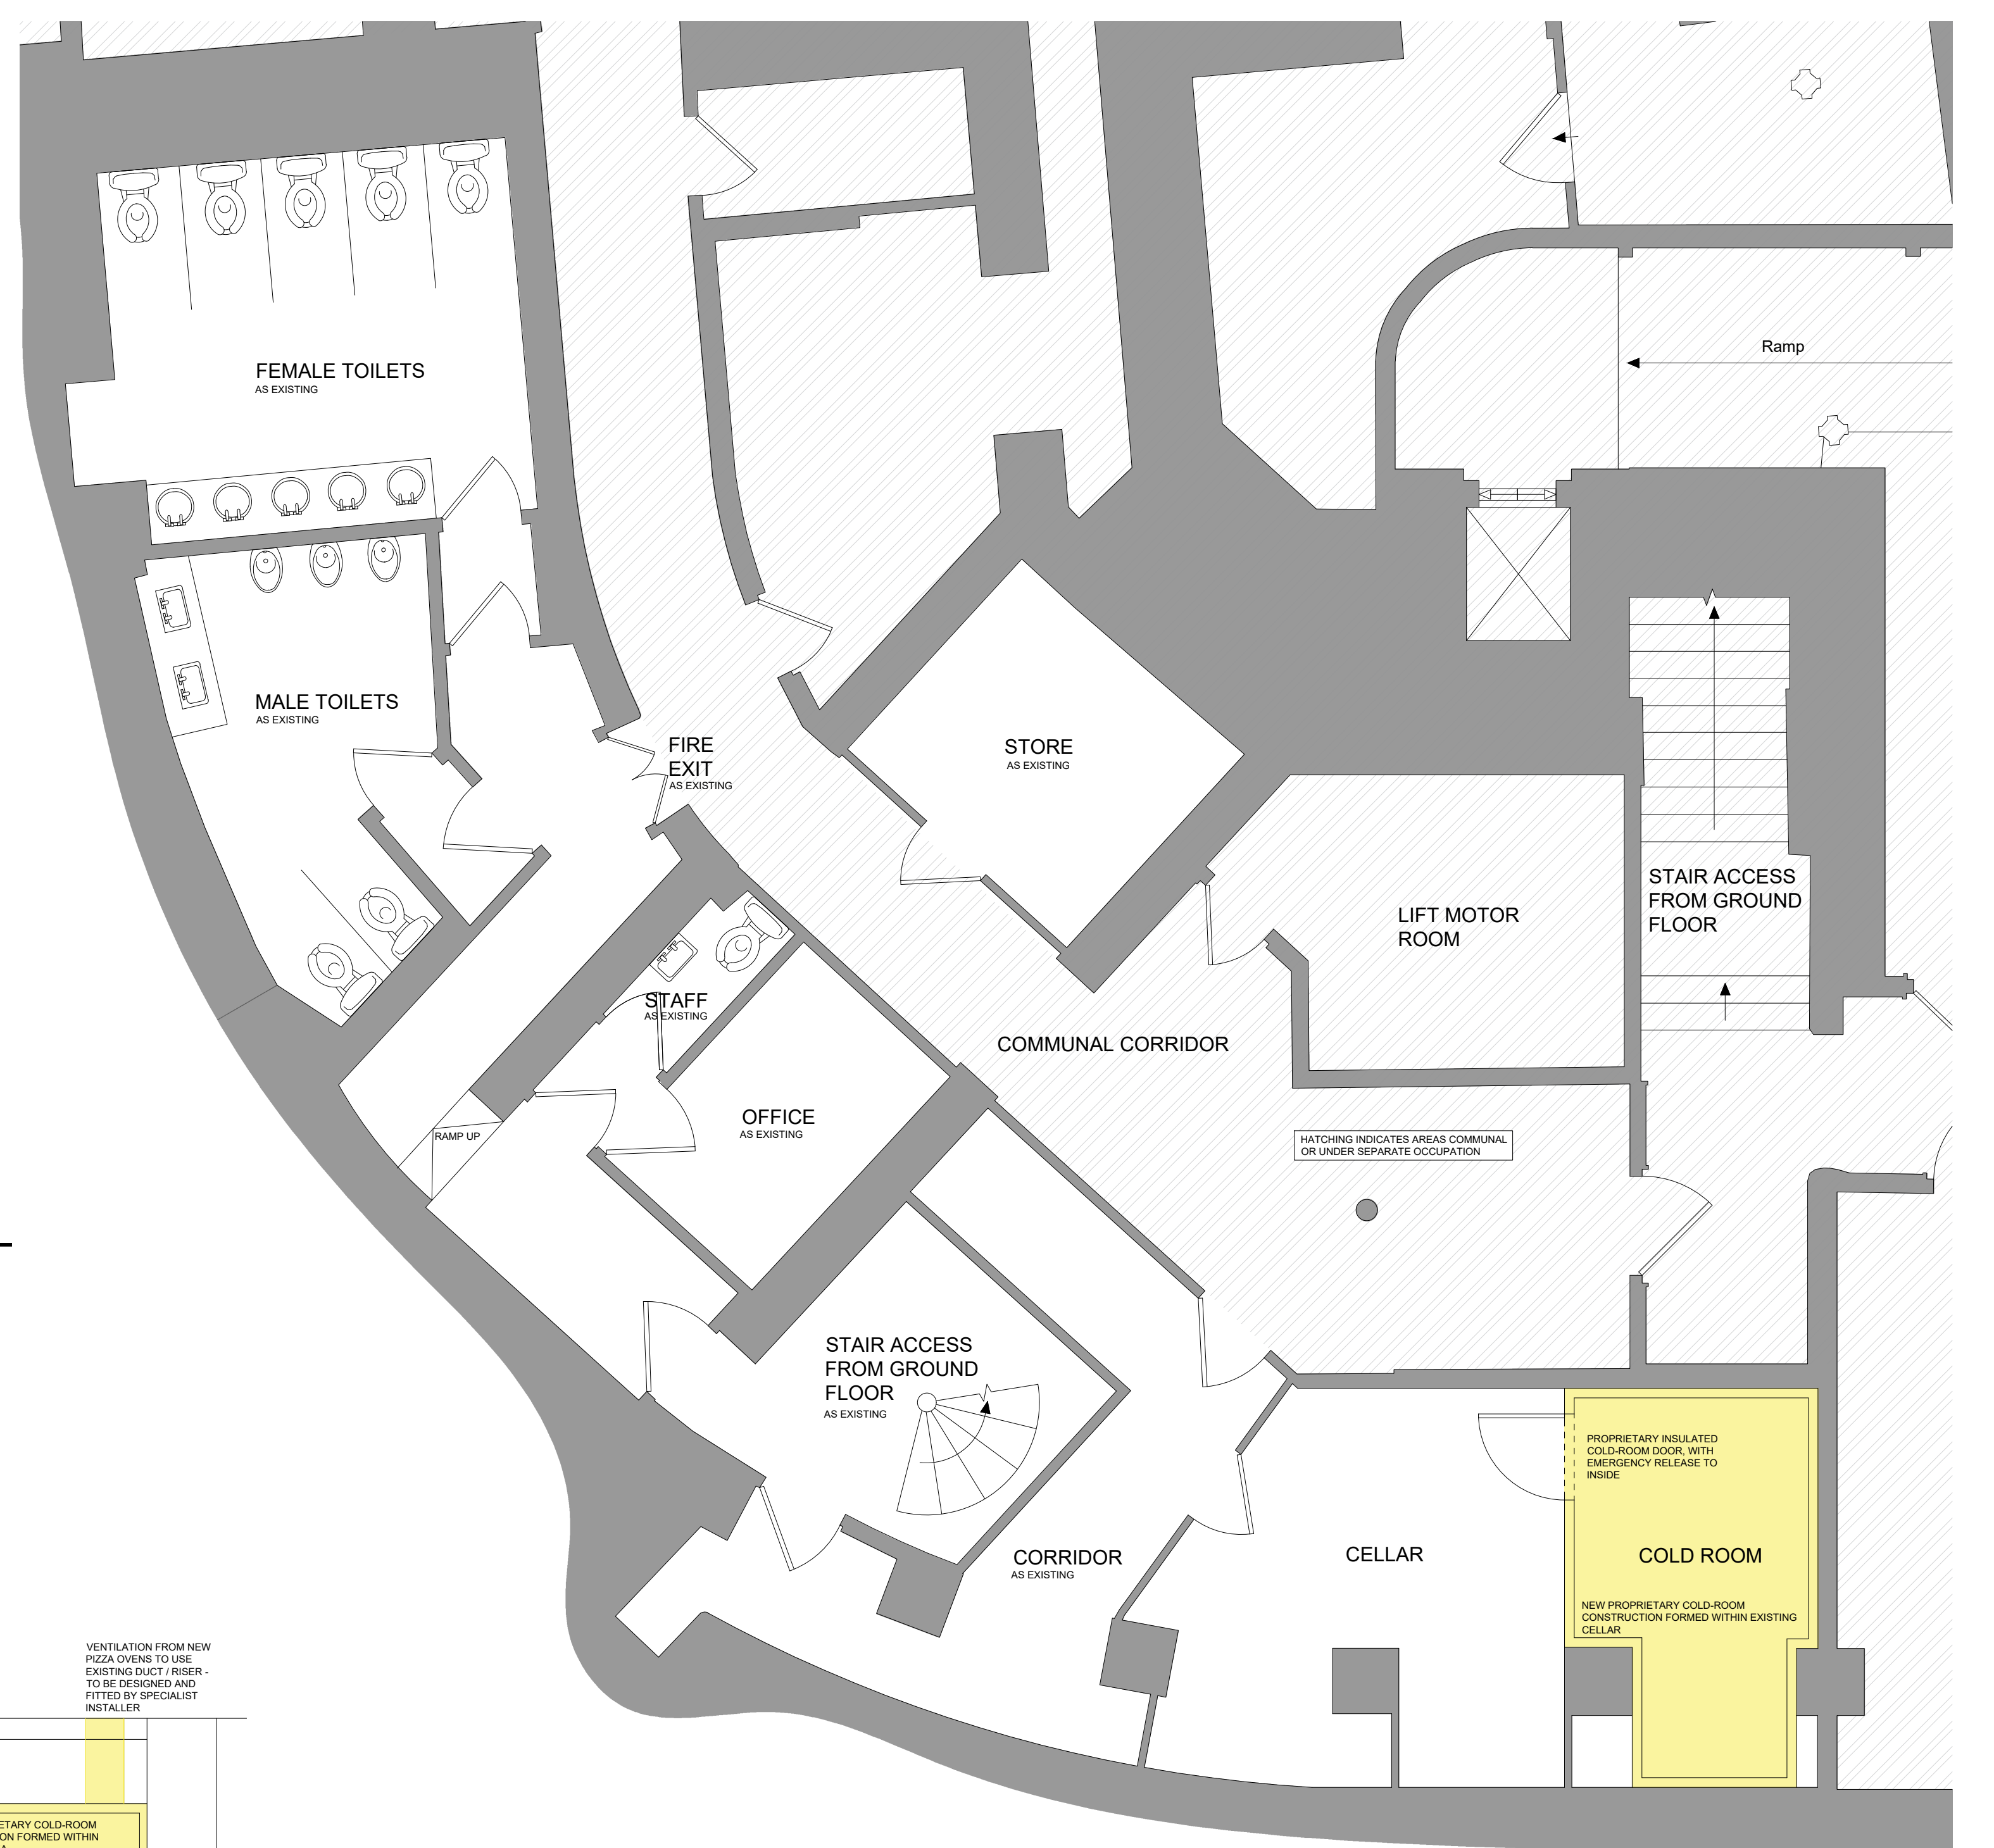 Ramp
FEMALE TOILETS
AS EXISTING
MALE TOILETS
AS EXISTING
FIRE
EXIT
AS EXISTING
STORE
AS EXISTING
LIFT MOTOR
ROOM
STAIR ACCESS
FROM GROUND
FLOOR
STAFF
AS EXISTING
COMMUNAL CORRIDOR
OFFICE
AS EXISTING
RAMP UP
HATCHING INDICATES AREAS COMMUNAL
OR UNDER SEPARATE OCCUPATION
STAIR ACCESS
FROM GROUND
FLOOR
AS EXISTING
PROPRIETARY INSULATED
COLD-ROOM DOOR, WITH
EMERGENCY RELEASE TO
INSIDE
CORRIDOR
AS EXISTING
CELLAR
COLD ROOM
NEW PROPRIETARY COLD-ROOM
CONSTRUCTION FORMED WITHIN EXISTING
CELLAR
VENTILATION FROM NEW
PIZZA OVENS TO USE
EXISTING DUCT / RISER -
TO BE DESIGNED AND
FITTED BY SPECIALIST
INSTALLER
COLD-ROOM
FORMED WITHIN